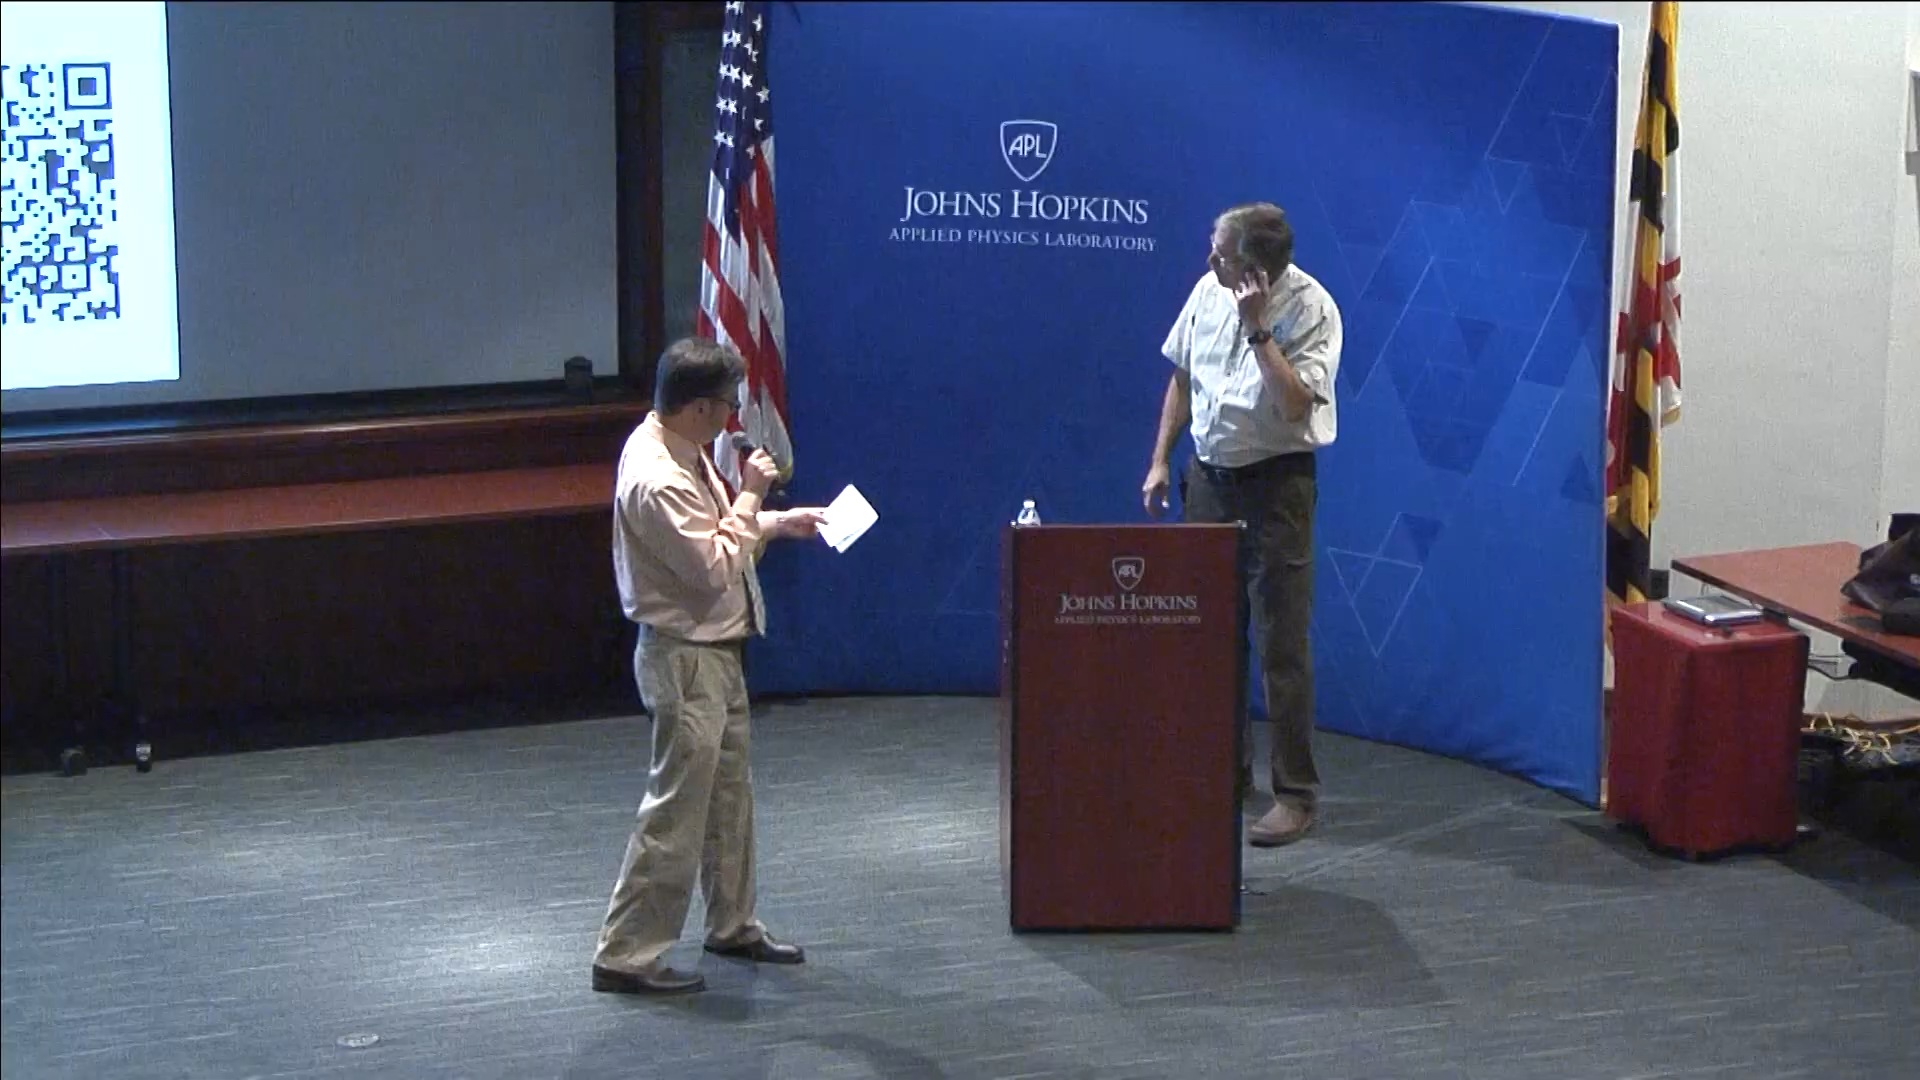 APL
JOHNS HOPKINS
APPLIED PHYSICS LABORATORY
APL
JOHNS HOPKINS
APPLIED PHYSICS LABORATORY